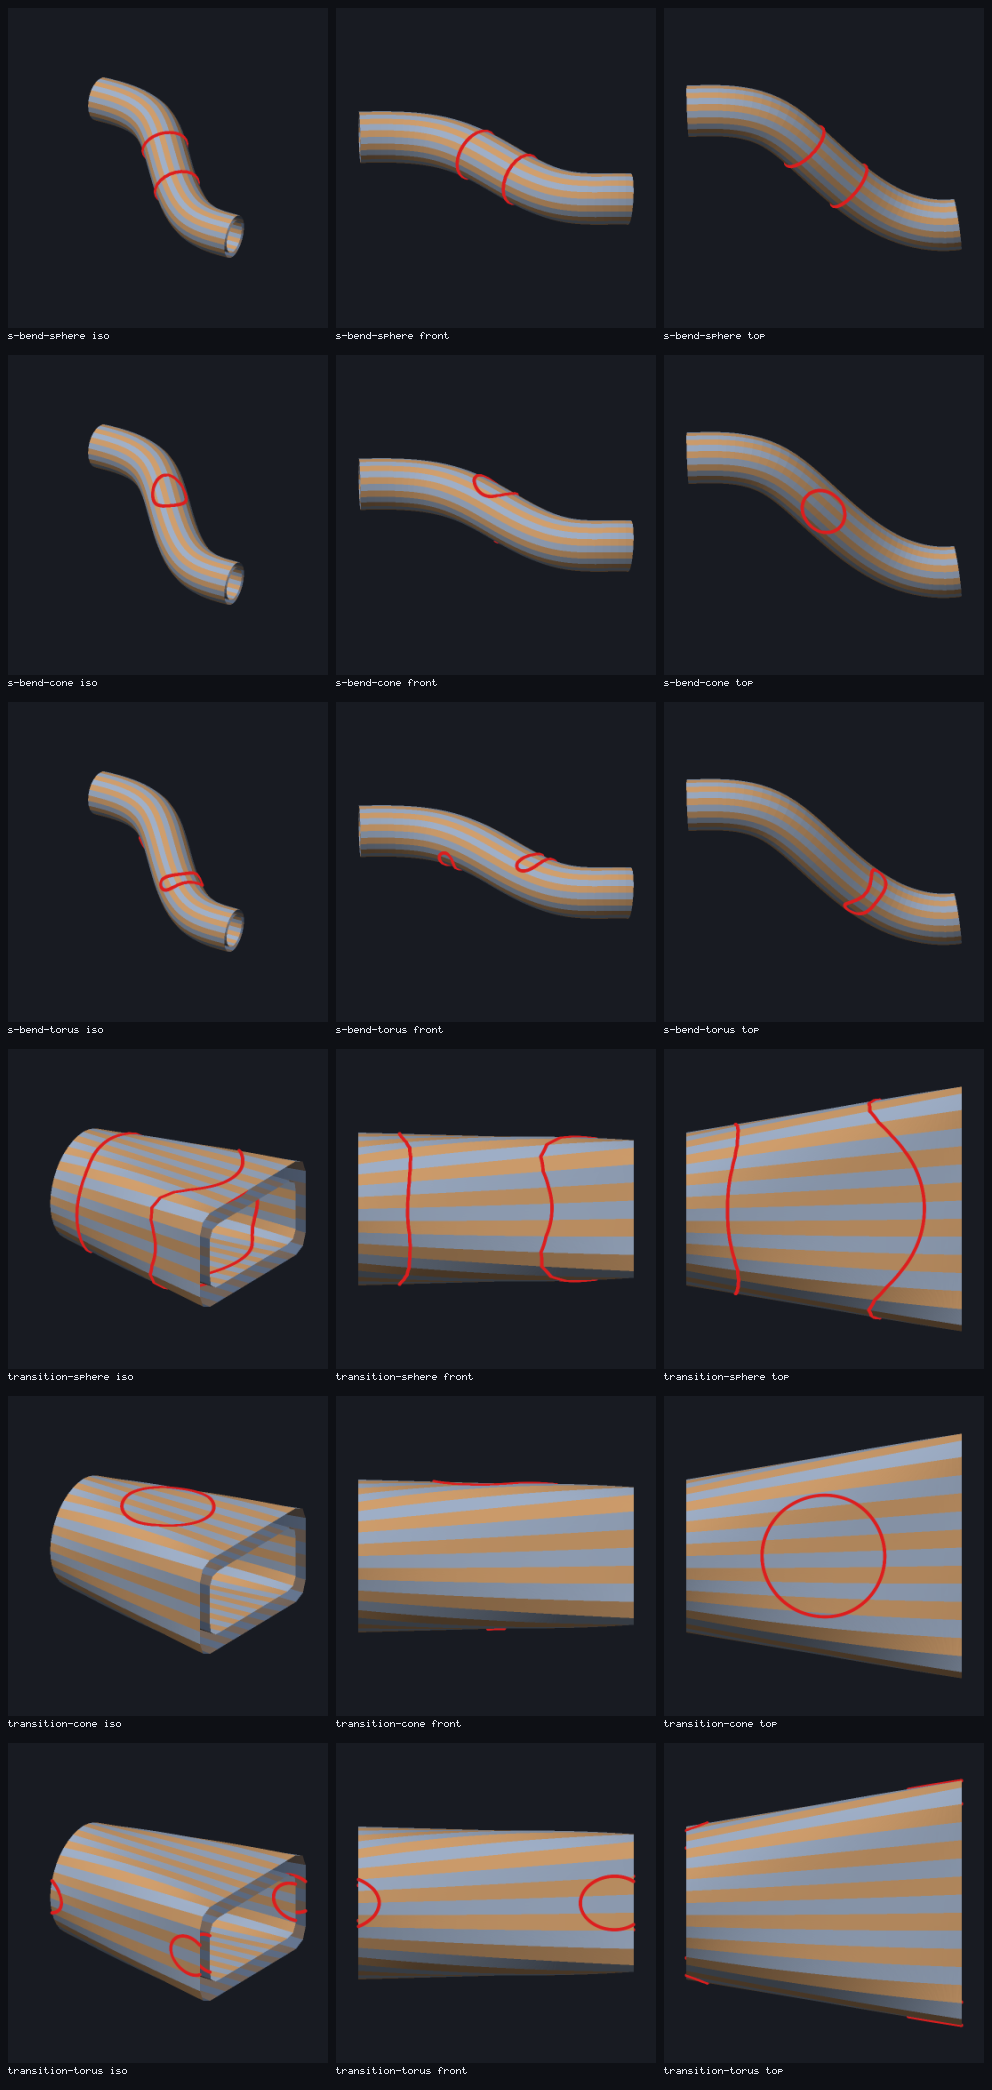 s-bend-sphere iso
s-bend-sphere front
s-bend-sphere top
s-bend-cone iso
s-bend-cone front
s-bend-cone top
s-bend-torus iso
s-bend-torus front
s-bend-torus top
transition-sphere iso
transition-sphere front
transition-sphere top
transition-cone iso
transition-cone front
transition-cone top
transition-torus iso
transition-torus front
transition-torus top